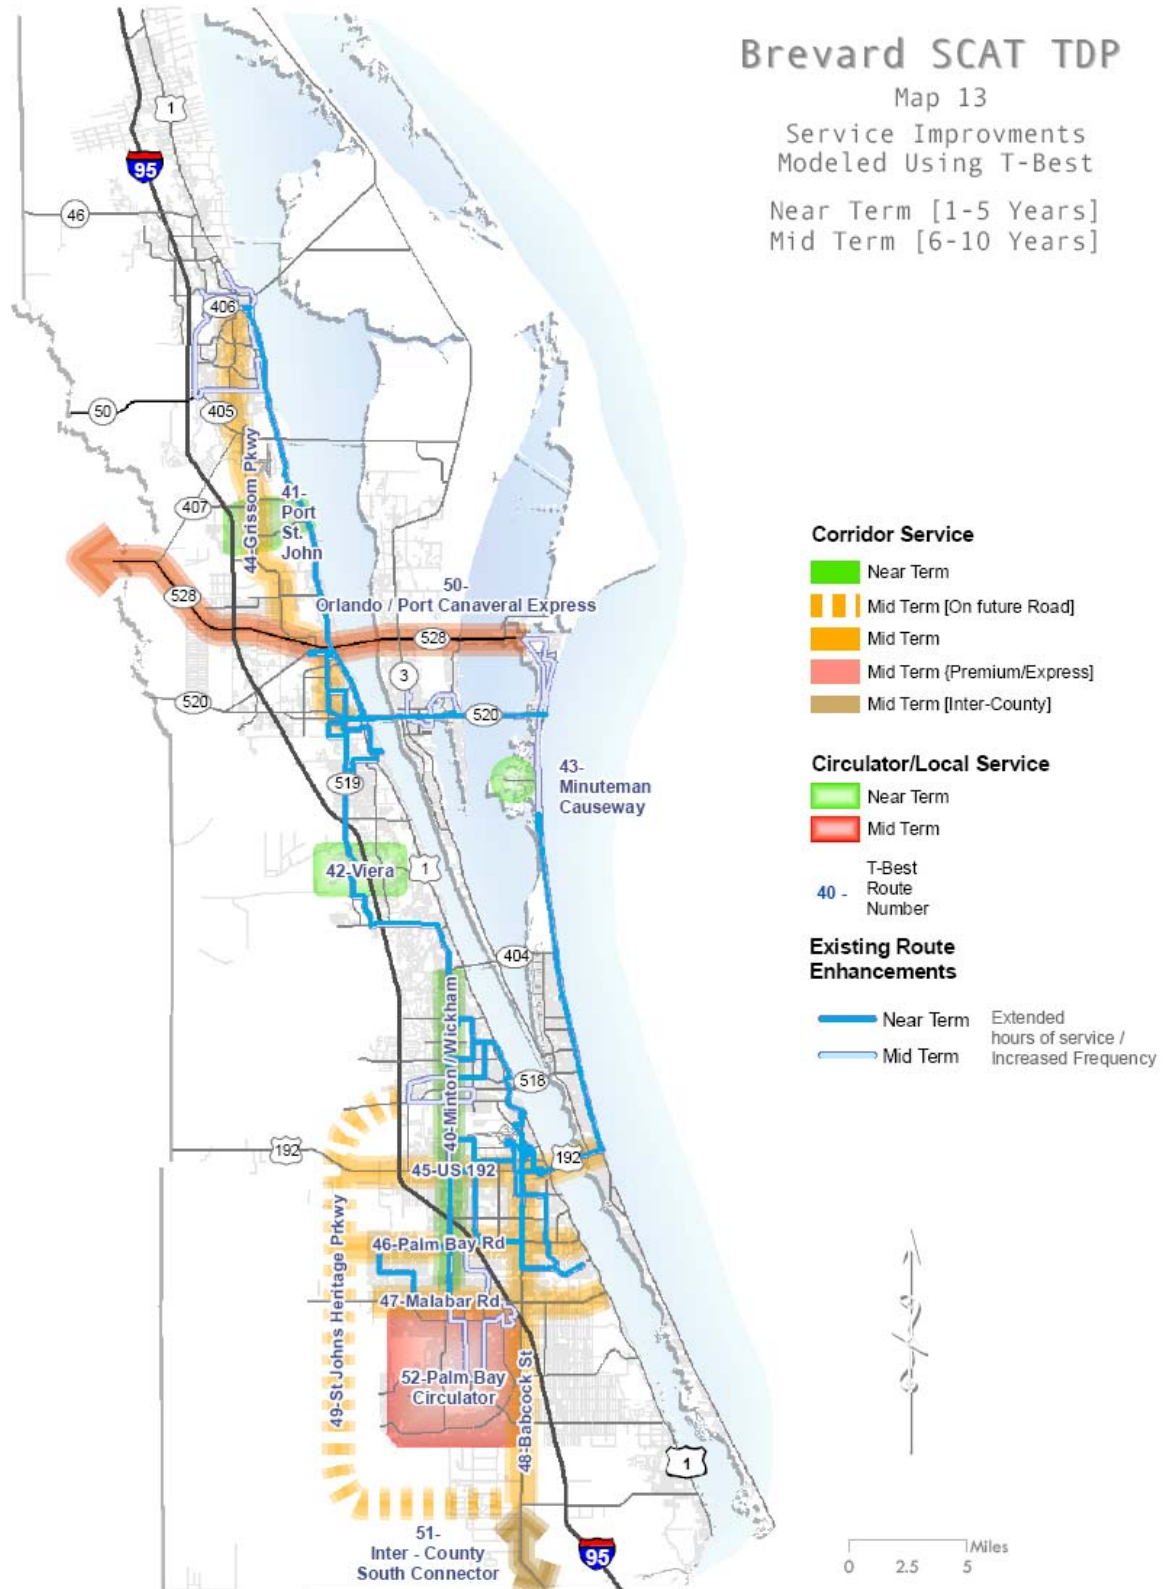 Brevard SCAT TDP
Map 13
Service Improvments
Modeled Using T-Best
Near Term [1-5 Years]
Mid Term [6-10 Years]
1
95
46
406
50
405
44-Grissom Pkwy
407
41-
Port
St.
John
528
50-
Orlando / Port Canaveral Express
528
3
520
520
519
43-
Minuteman
Causeway
42-Viera
1
404
40-Minton / Wickham
518
192
192
45-US 192
49-St Johns Heritage Prkwy
46-Palm Bay Rd
47-Malabar Rd
52-Palm Bay
Circulator
48-Babcock St
1
51-
Inter - County
South Connector
95
Corridor Service
Near Term
Mid Term [On future Road]
Mid Term
Mid Term {Premium/Express]
Mid Term [Inter-County]
Circulator/Local Service
Near Term
Mid Term
40 -
T-Best
Route
Number
Existing Route
Enhancements
Near Term
Mid Term
Extended
hours of service /
Increased Frequency
Miles
0 2.5 5